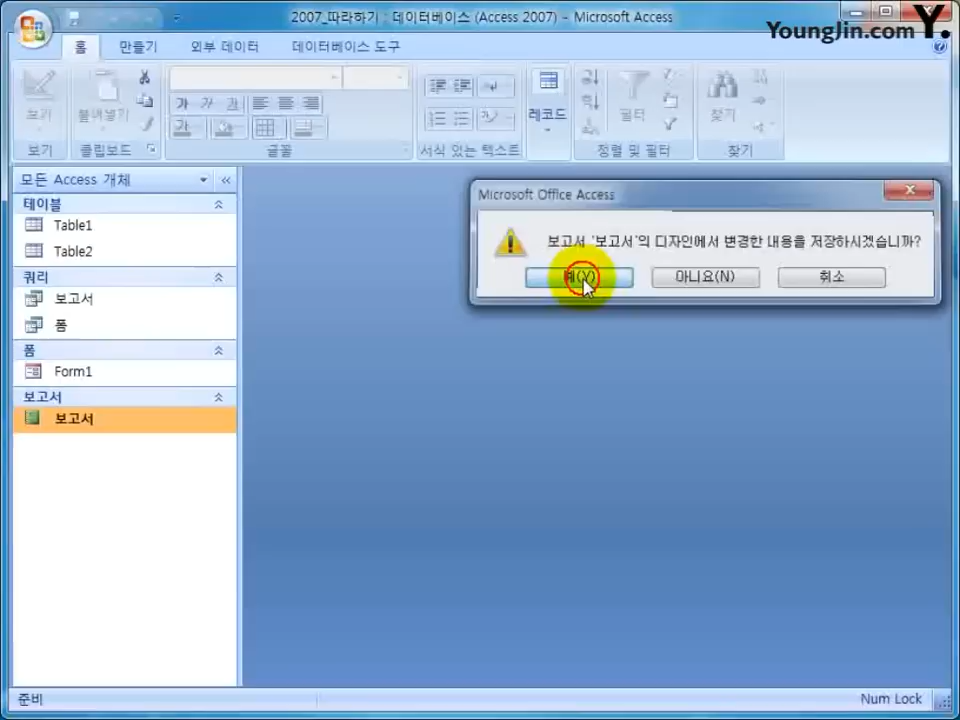 2007_따라하기 : 데이터베이스 (Access 2007) - Microsoft Access
YoungJin.com Y.
홈 만들기 외부 데이터 데이터베이스 도구
보기 붙여넣기 가 가 가 레코드 필터 찾기
가
보기 클립보드 글꼴 서식 있는 텍스트 정렬 및 필터 찾기
모든 Access 개체
테이블
Table1
Table2
쿼리
보고서
폼
폼
Form1
보고서
보고서
Microsoft Office Access
보고서 '보고서'의 디자인에서 변경한 내용을 저장하시겠습니까?
예(Y) 아니요(N) 취소
준비 Num Lock